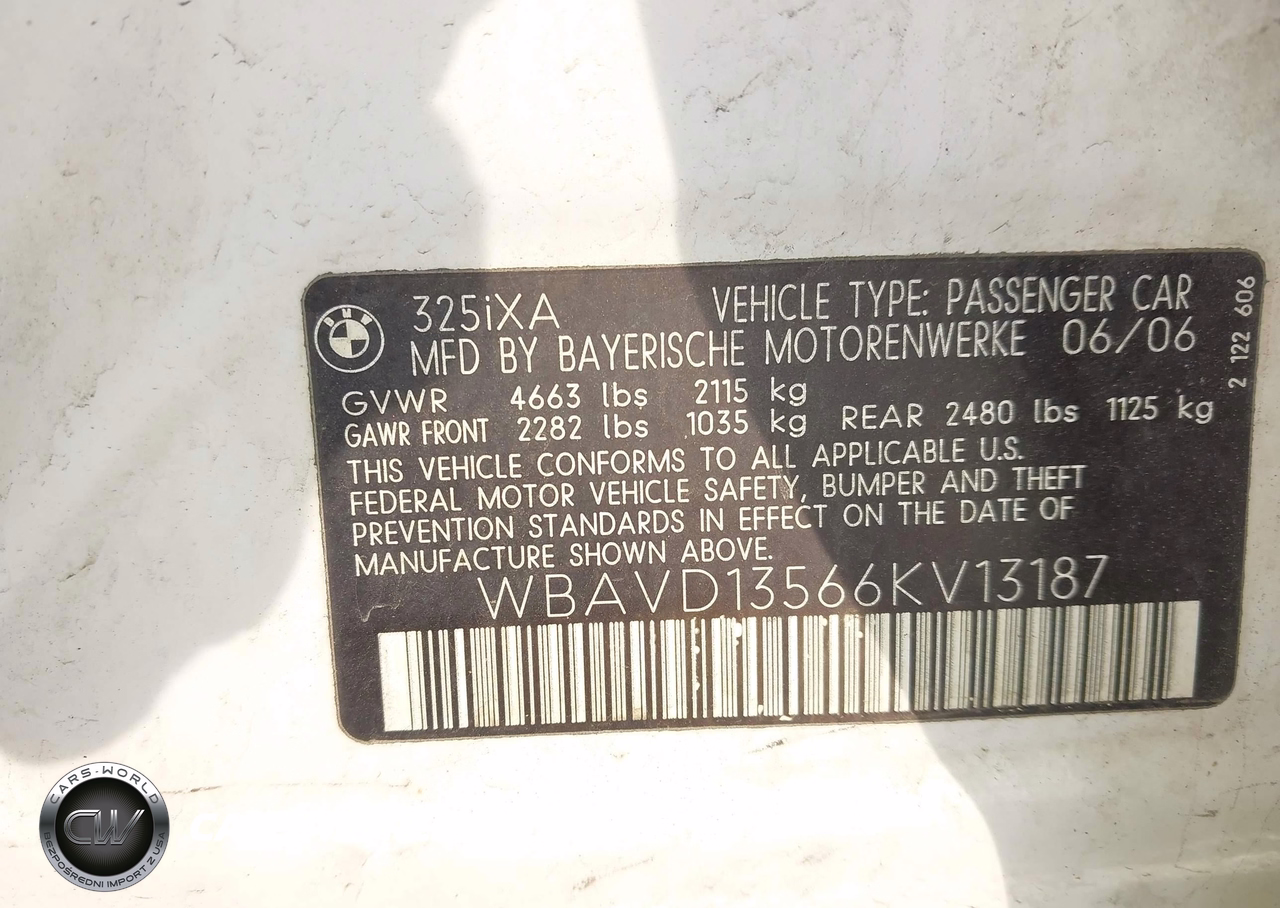 BMW
325iXA VEHICLE TYPE: PASSENGER CAR
MFD BY BAYERISCHE MOTORENWERKE 06/06
GVWR 4663 lbs 2115 kg
GAWR FRONT 2282 lbs 1035 kg REAR 2480 lbs 1125 kg
THIS VEHICLE CONFORMS TO ALL APPLICABLE U.S.
FEDERAL MOTOR VEHICLE SAFETY, BUMPER AND THEFT
PREVENTION STANDARDS IN EFFECT ON THE DATE OF
MANUFACTURE SHOWN ABOVE.
WBAVD13566KV13187
2 122 606
CARS-WORLD
CW
BEZPOŚREDNI IMPORT Z USA